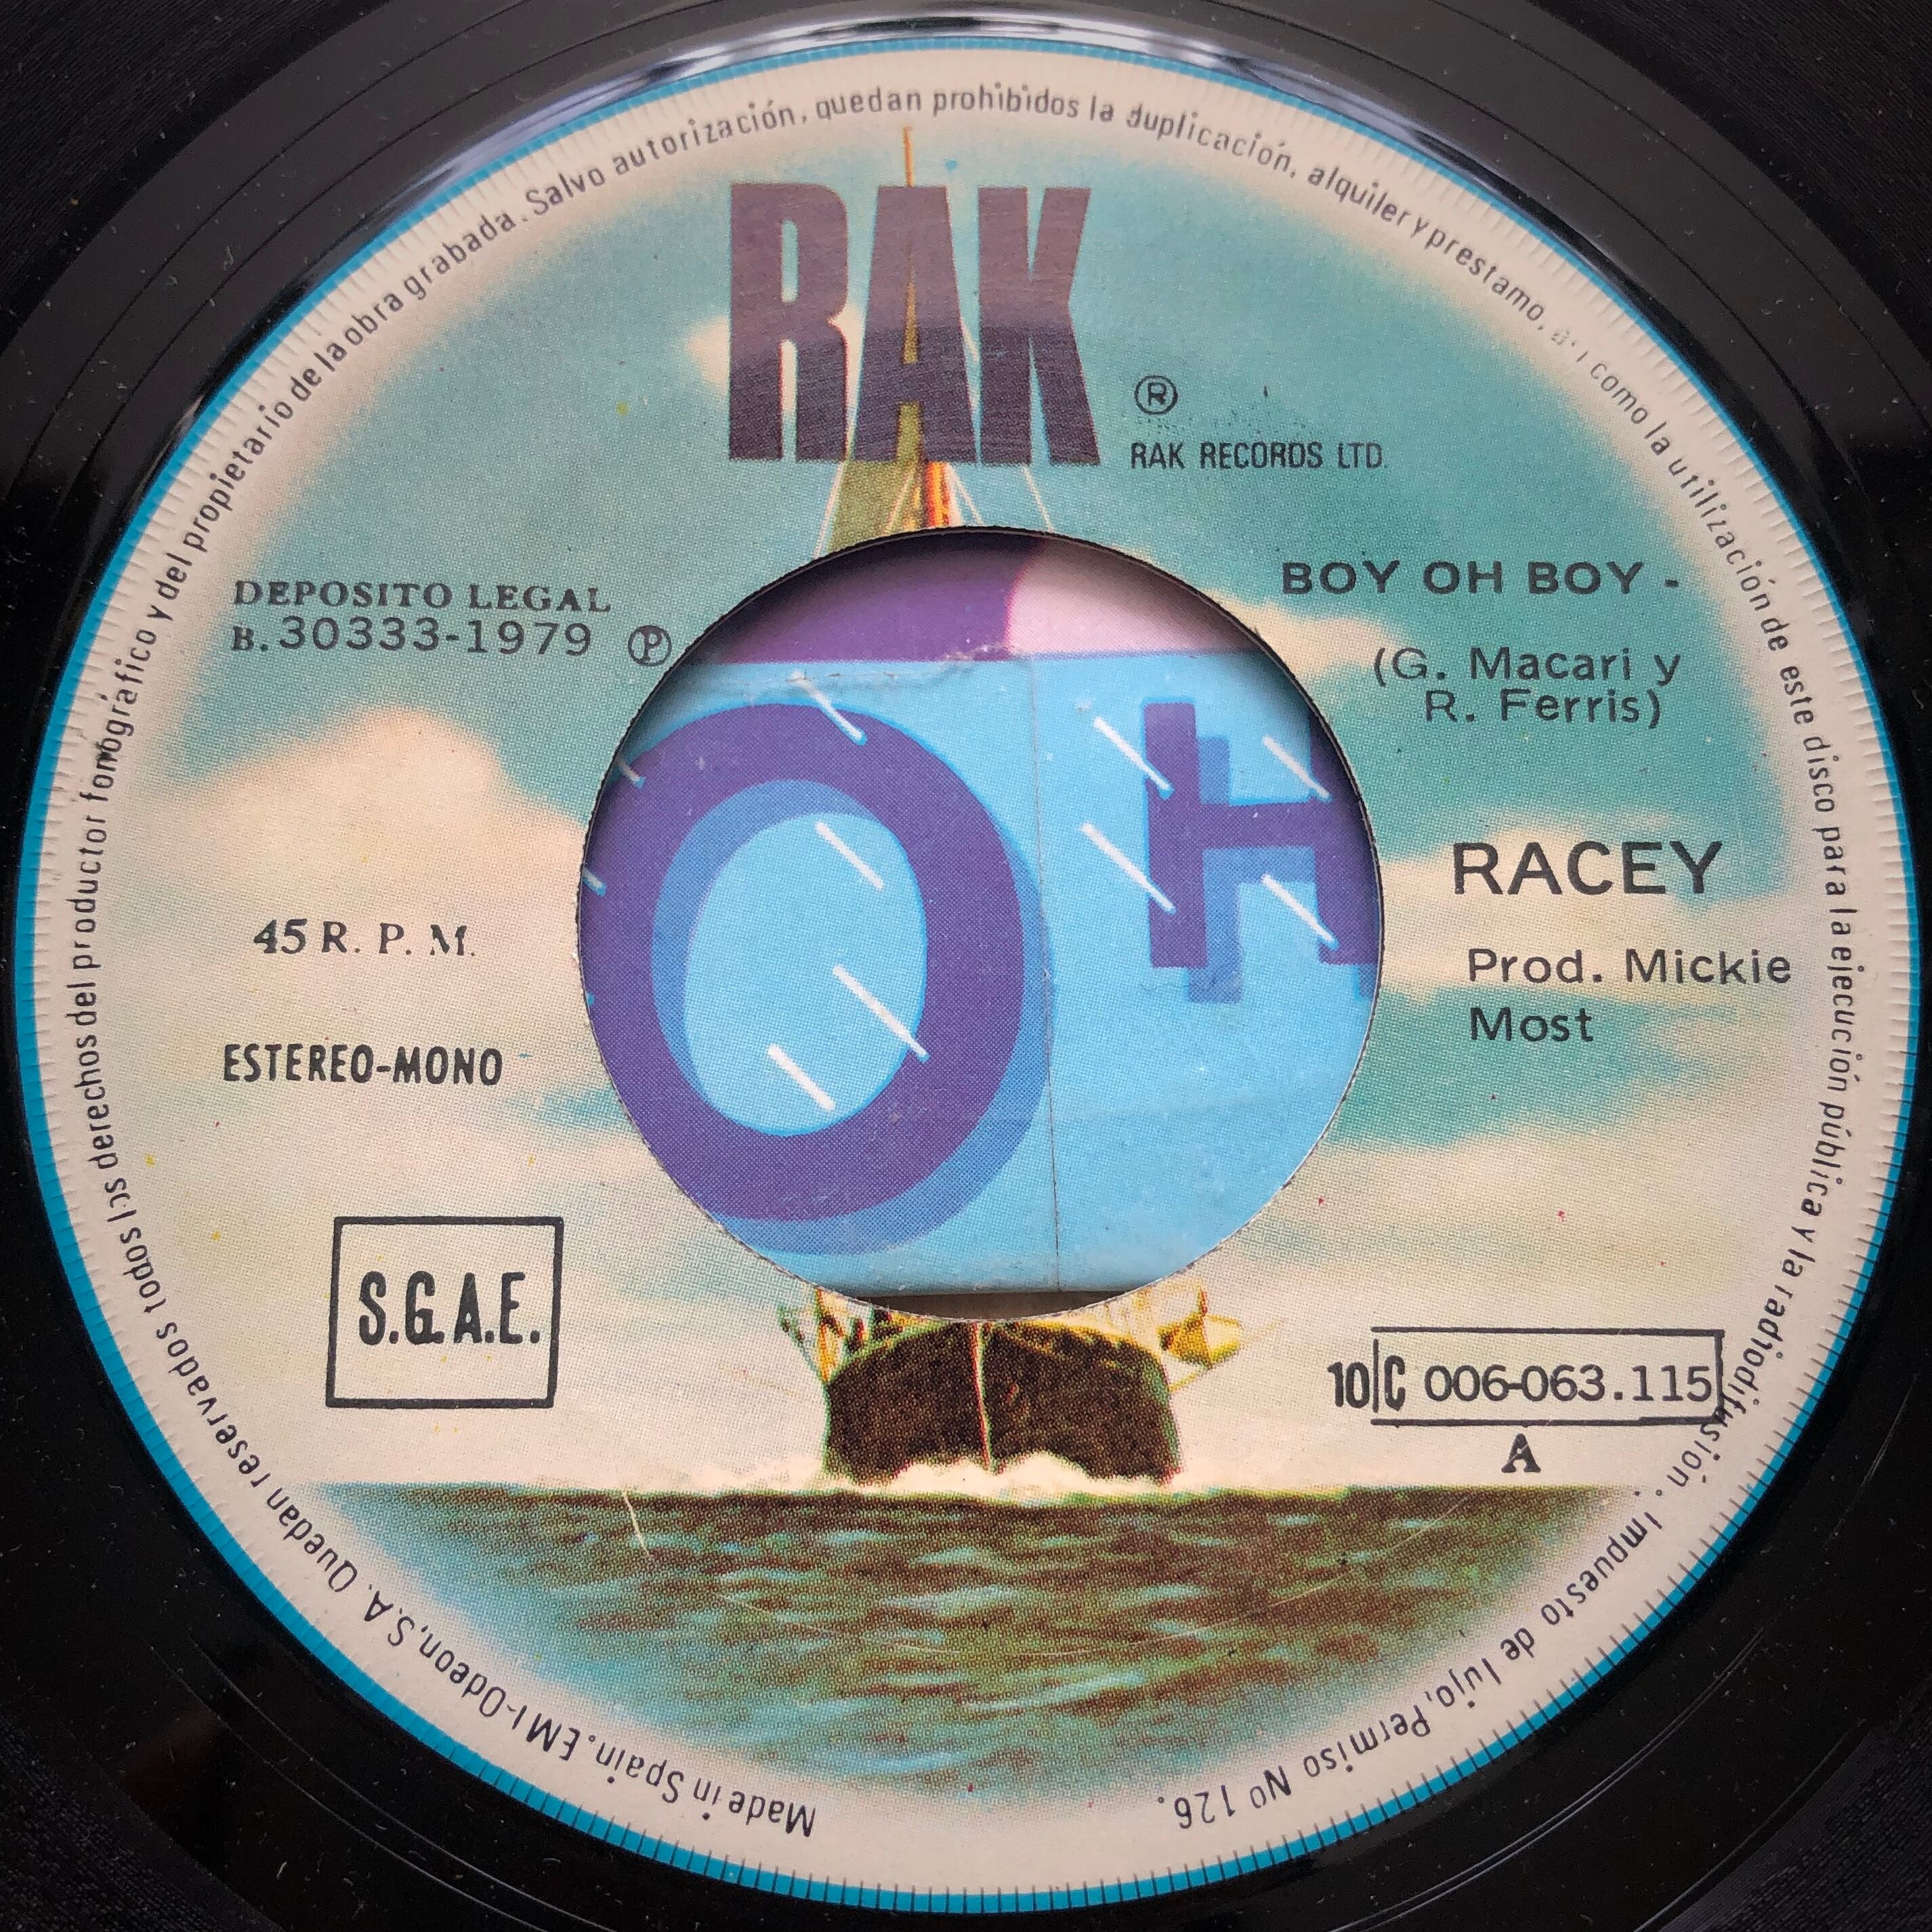 RAK
®
RAK RECORDS LTD.
DEPOSITO LEGAL
B. 30333-1979 ℗
BOY OH BOY -
(G. Macari y
R. Ferris)
OH
RACEY
45 R. P. M.
Prod. Mickie
Most
ESTEREO-MONO
S.G.A.E.
10 C 006-063.115
A
Made in Spain. EMI-Odeon, S.A. Quedan reservados todos los derechos del productor fonográfico y del propietario de la obra grabada. Salvo autorización, quedan prohibidos la duplicación, alquiler y prestamo, como la utilización de este disco para la ejecución pública y la radiodifusión. Impuesto de lujo, Permiso Nº 126.